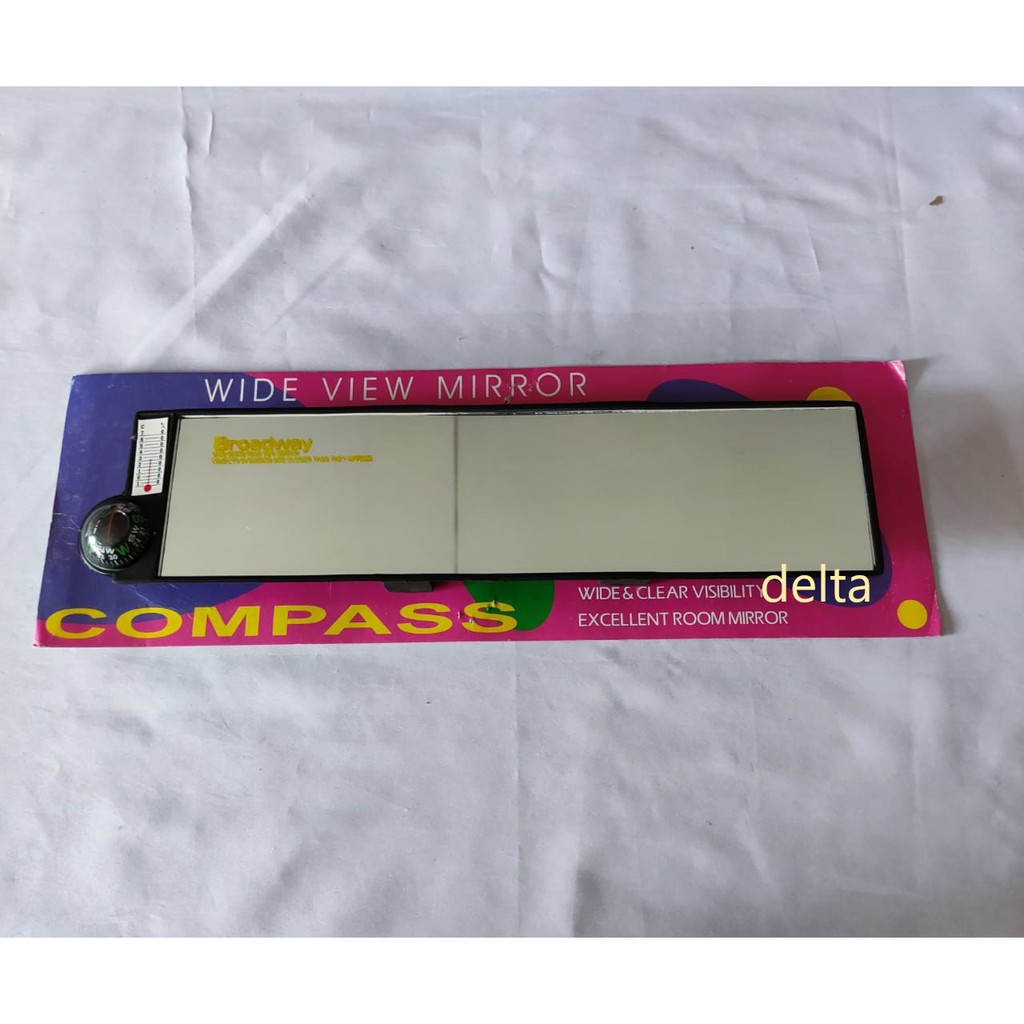 WIDE VIEW MIRROR
Broadway
COMPASS
WIDE & CLEAR VISIBILITY
EXCELLENT ROOM MIRROR
delta